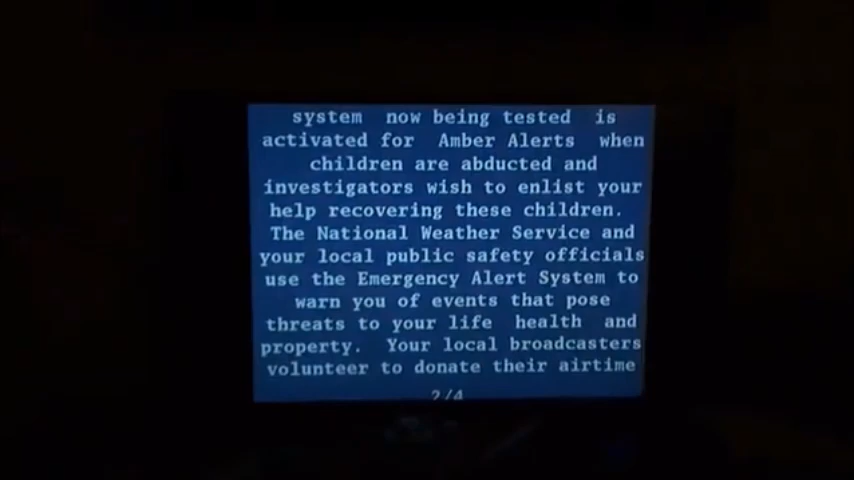 system now being tested is
activated for Amber Alerts when
children are abducted and
investigators wish to enlist your
help recovering these children.
The National Weather Service and
your local public safety officials
use the Emergency Alert System to
warn you of events that pose
threats to your life health and
property. Your local broadcasters
volunteer to donate their airtime
2/4